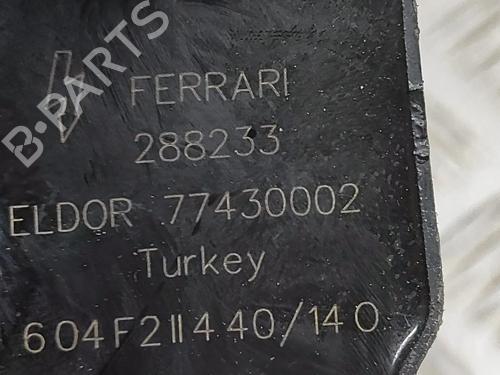 B-PARTS
FERRARI
288233
ELDOR 77430002
Turkey
604F211440/140